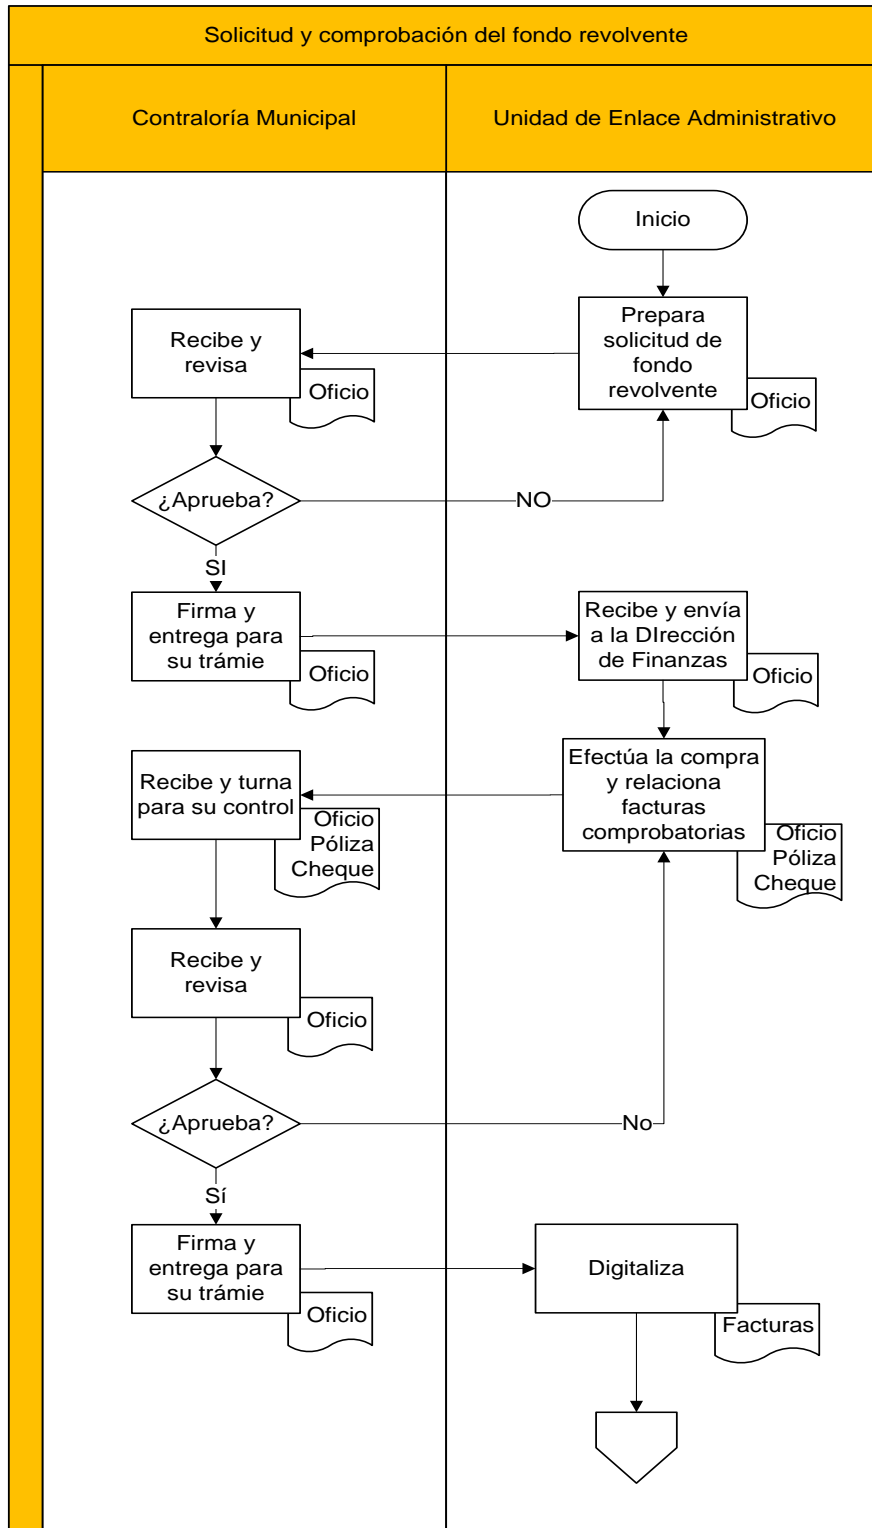 Solicitud y comprobación del fondo revolvente
Contraloría Municipal
Unidad de Enlace Administrativo
Inicio
Prepara
solicitud de
fondo
revolvente
Oficio
Recibe y
revisa
Oficio
¿Aprueba?
NO
SI
Firma y
entrega para
su trámie
Oficio
Recibe y envía
a la DIrección
de Finanzas
Oficio
Efectúa la compra
y relaciona
facturas
comprobatorias
Oficio
Póliza
Cheque
Recibe y turna
para su control
Oficio
Póliza
Cheque
Recibe y
revisa
Oficio
¿Aprueba?
No
Sí
Firma y
entrega para
su trámie
Oficio
Digitaliza
Facturas